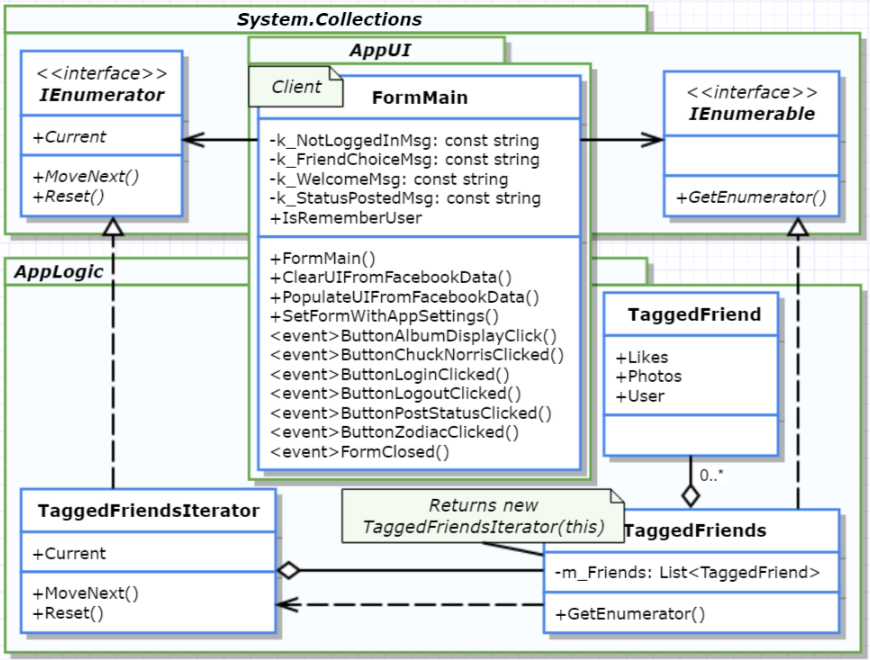 System.Collections
<<interface>>
IEnumerator
+Current
+MoveNext()
+Reset()
AppUI
Client
FormMain
-k_NotLoggedInMsg: const string
-k_FriendChoiceMsg: const string
-k_WelcomeMsg: const string
-k_StatusPostedMsg: const string
+IsRememberUser
+FormMain()
+ClearUIFromFacebookData()
+PopulateUIFromFacebookData()
+SetFormWithAppSettings()
<event>ButtonAlbumDisplayClick()
<event>ButtonChuckNorrisClicked()
<event>ButtonLoginClicked()
<event>ButtonLogoutClicked()
<event>ButtonPostStatusClicked()
<event>ButtonZodiacClicked()
<event>FormClosed()
<<interface>>
IEnumerable
+GetEnumerator()
AppLogic
TaggedFriend
+Likes
+Photos
+User
0..*
TaggedFriendsIterator
+Current
+MoveNext()
+Reset()
Returns new
TaggedFriendsIterator(this)
TaggedFriends
-m_Friends: List<TaggedFriend>
+GetEnumerator()